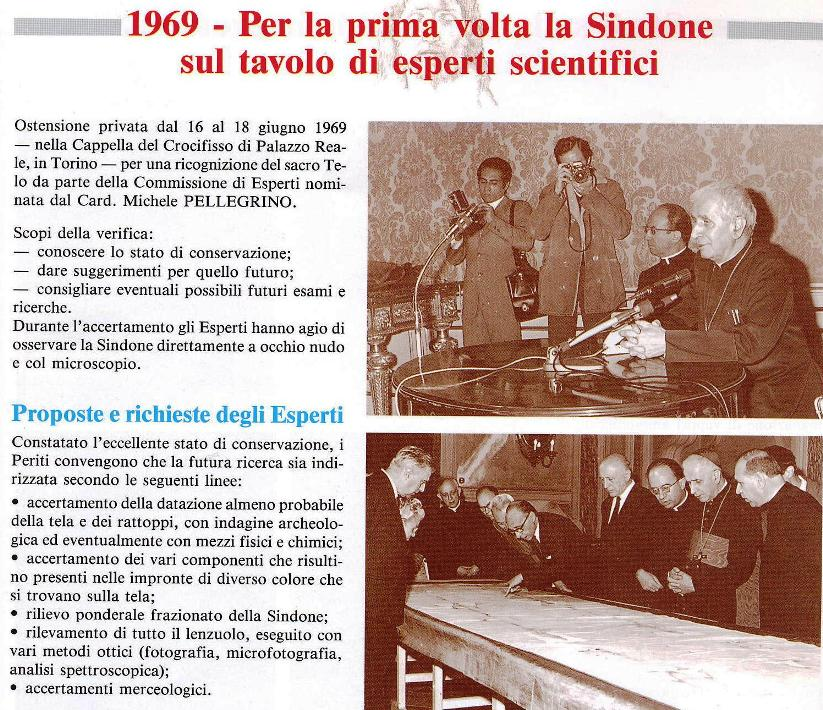 1969 - Per la prima volta la Sindone
sul tavolo di esperti scientifici
Ostensione privata dal 16 al 18 giugno 1969
— nella Cappella del Crocifisso di Palazzo Rea-
le, in Torino — per una ricognizione del sacro Te-
lo da parte della Commissione di Esperti nomi-
nata dal Card. Michele PELLEGRINO.
Scopi della verifica:
— conoscere lo stato di conservazione;
— dare suggerimenti per quello futuro;
— consigliare eventuali possibili futuri esami e
ricerche.
Durante l'accertamento gli Esperti hanno agio di
osservare la Sindone direttamente a occhio nudo
e col microscopio.
Proposte e richieste degli Esperti
Constatato l'eccellente stato di conservazione, i
Periti convengono che la futura ricerca sia indi-
rizzata secondo le seguenti linee:
• accertamento della datazione almeno probabile
della tela e dei rattoppi, con indagine archeolo-
gica ed eventualmente con mezzi fisici e chimici;
• accertamento dei vari componenti che risulti-
no presenti nelle impronte di diverso colore che
si trovano sulla tela;
• rilievo ponderale frazionato della Sindone;
• rilevamento di tutto il lenzuolo, eseguito con
vari metodi ottici (fotografia, microfotografia,
analisi spettroscopica);
• accertamenti merceologici.